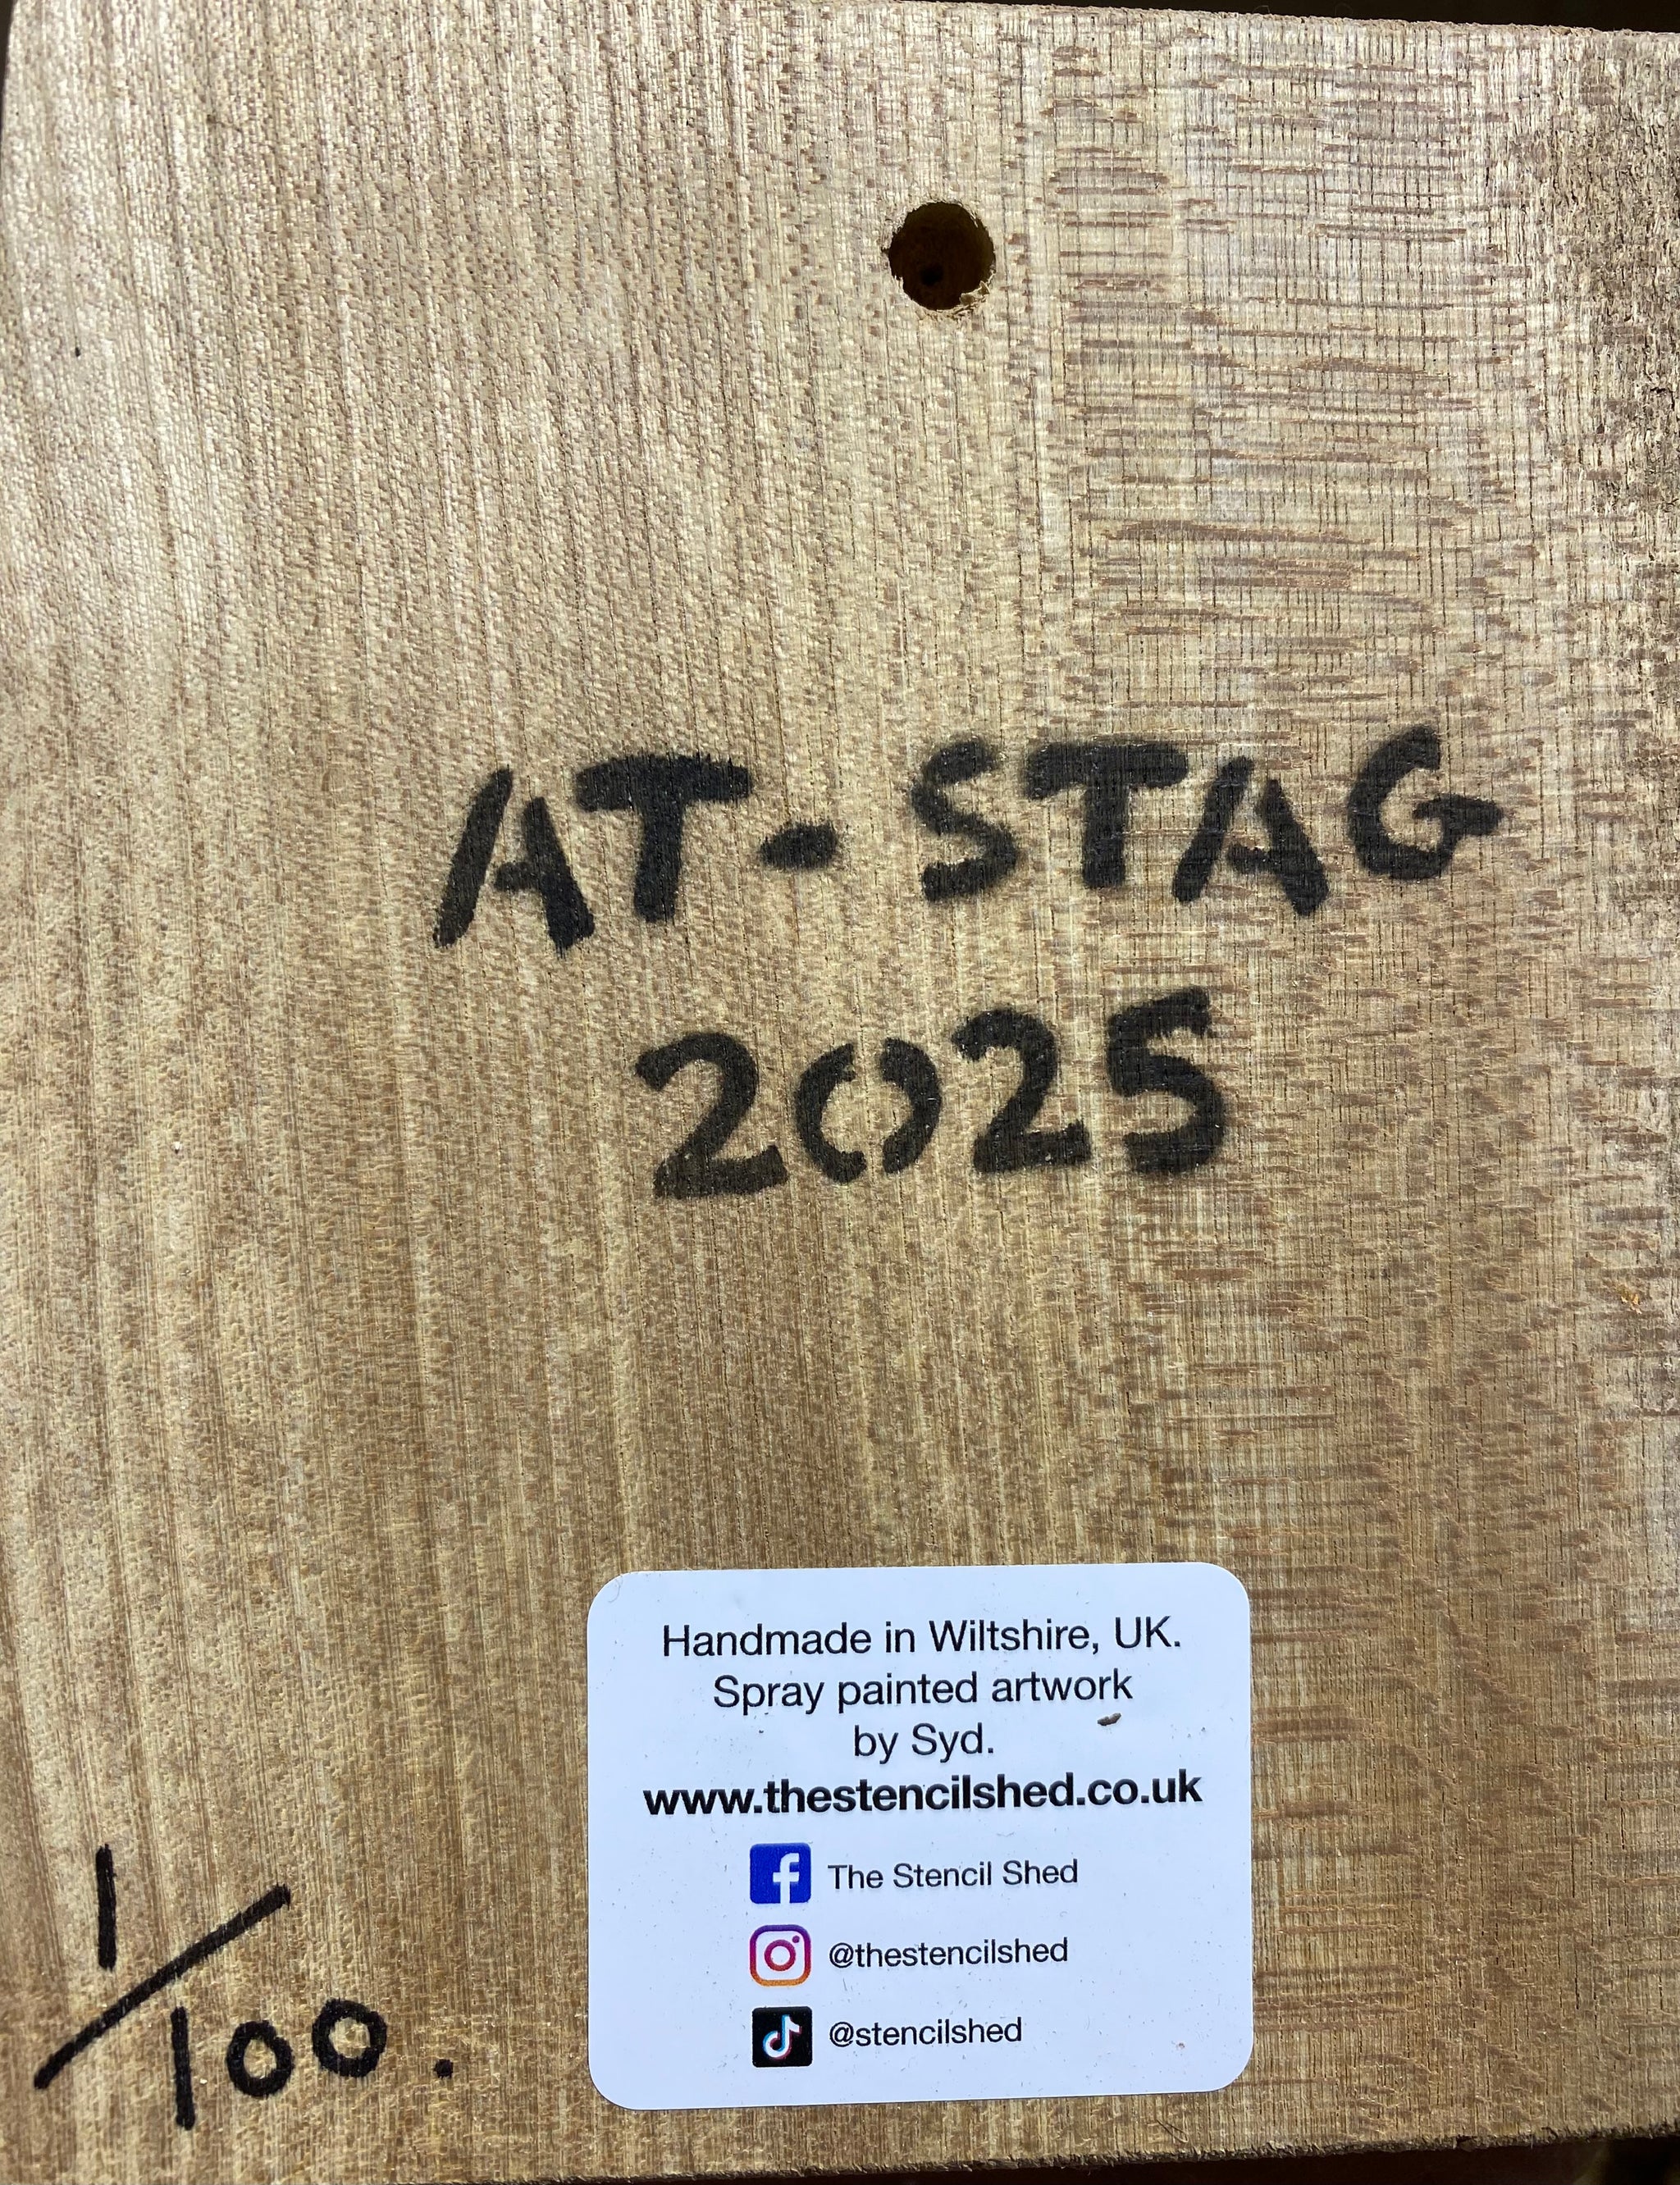 AT-STAG
2025
Handmade in Wiltshire, UK.
Spray painted artwork
by Syd.
www.thestencilshed.co.uk
The Stencil Shed
@thestencilshed
@stencilshed
1/100.